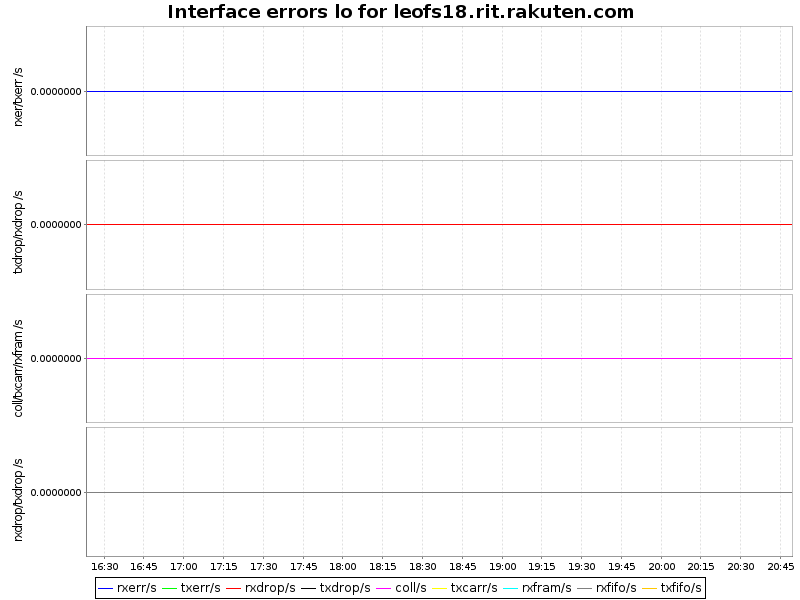 Interface errors lo for leofs18.rit.rakuten.com
rxer/txerr /s
0.0000000
txdrop/rxdrop /s
0.0000000
coll/txcarr/rxfram /s
0.0000000
rxdrop/txdrop /s
0.0000000
16:30 16:45 17:00 17:15 17:30 17:45 18:00 18:15 18:30 18:45 19:00 19:15 19:30 19:45 20:00 20:15 20:30 20:45
rxerr/s txerr/s rxdrop/s txdrop/s coll/s txcarr/s rxfram/s rxfifo/s txfifo/s